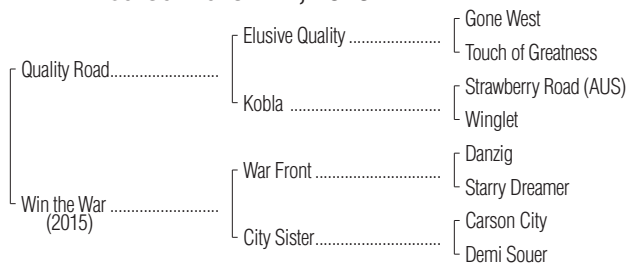 Gone West
Elusive Quality ..........................
Touch of Greatness
Quality Road...........................
Strawberry Road (AUS)
Kobla .....................................
Winglet
Danzig
War Front ................................
Starry Dreamer
Win the War ...........................
(2015)
Carson City
City Sister................................
Demi Souer